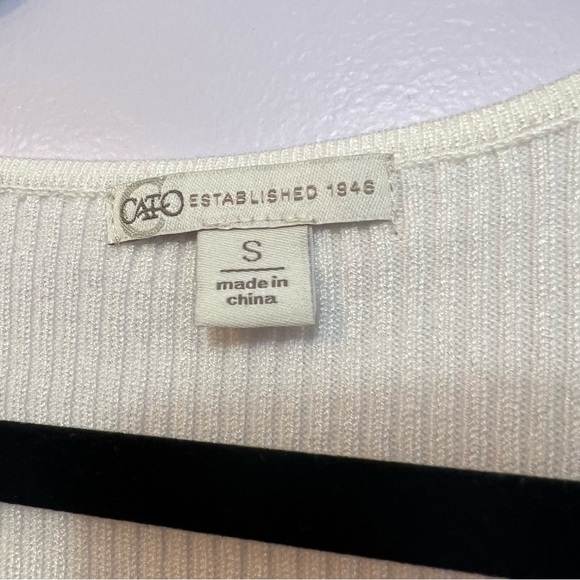 CATO ESTABLISHED 1946
S
made in
china